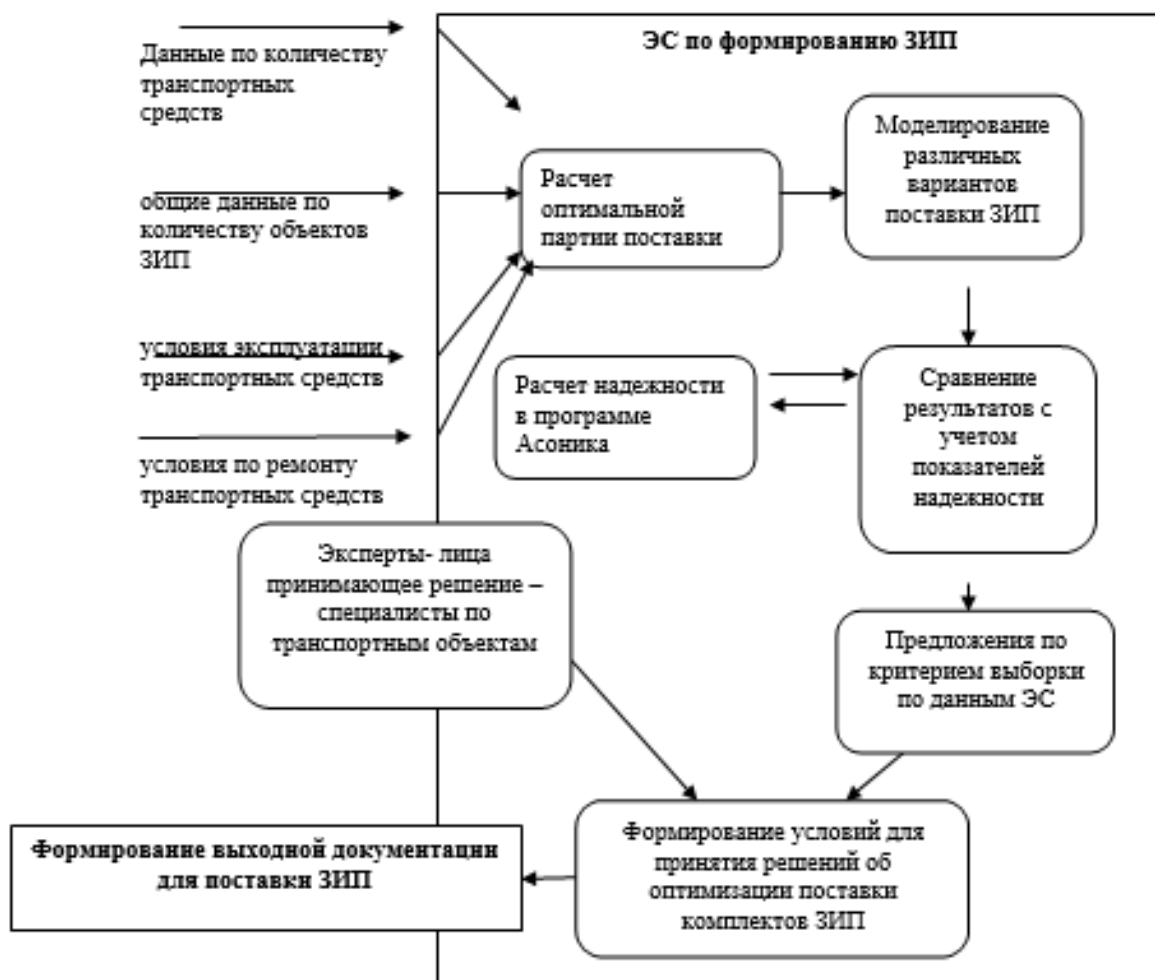 ЭС по формированию ЗИП
Данные по количеству
транспортных
средств
общие данные по
количеству объектов
ЗИП
условия эксплуатации
транспортных средств
условия по ремонту
транспортных средств
Расчет
оптимальной
партии поставки
Моделирование
различных
вариантов
поставки ЗИП
Расчет надежности
в программе
Асоника
Сравнение
результатов с
учетом
показателей
надежности
Эксперты- лица
принимающее решение –
специалисты по
транспортным объектам
Предложения по
критерием выборки
по данным ЭС
Формирование условий для
принятия решений об
оптимизации поставки
комплектов ЗИП
Формирование выходной документации
для поставки ЗИП